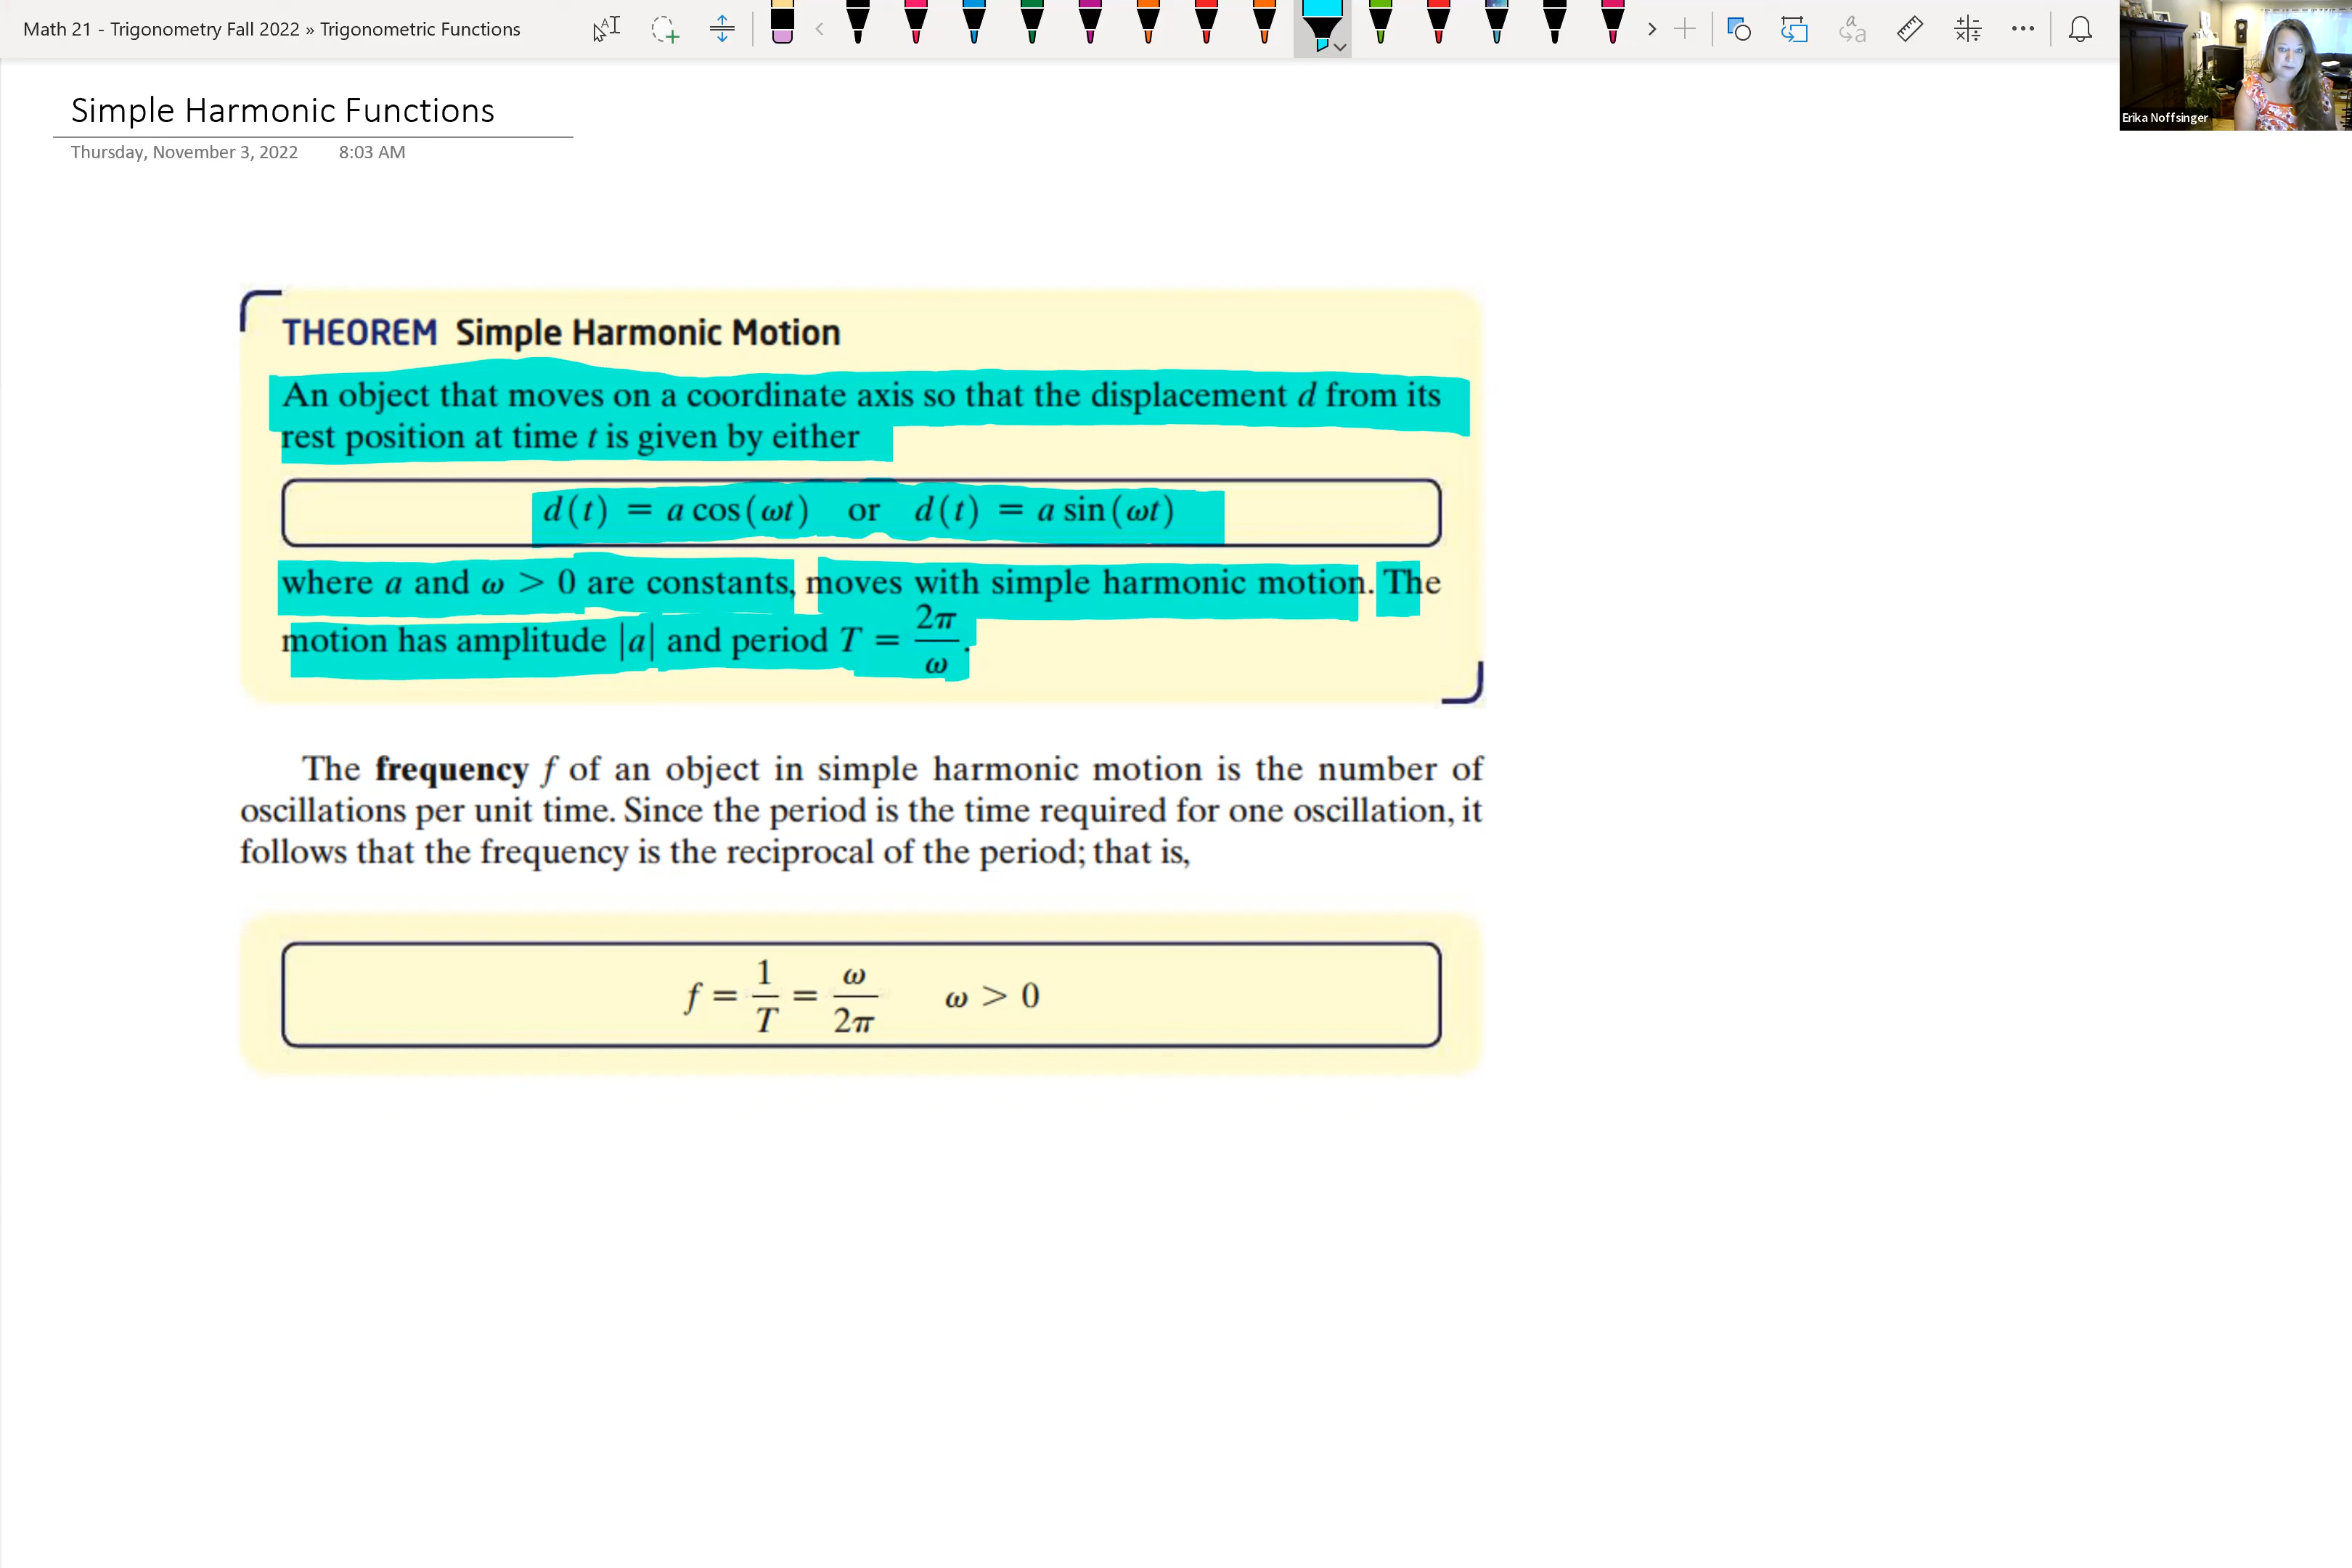 Math 21 - Trigonometry Fall 2022 » Trigonometric Functions
Erika Noffsinger
Simple Harmonic Functions
Thursday, November 3, 2022 8:03 AM
THEOREM Simple Harmonic Motion
An object that moves on a coordinate axis so that the displacement d from its
rest position at time t is given by either
d(t) = a cos(ωt) or d(t) = a sin(ωt)
where a and ω > 0 are constants, moves with simple harmonic motion. The
motion has amplitude |a| and period T = 2π/ω.
The frequency f of an object in simple harmonic motion is the number of
oscillations per unit time. Since the period is the time required for one oscillation, it
follows that the frequency is the reciprocal of the period; that is,
f = 1/T = ω/2π ω > 0